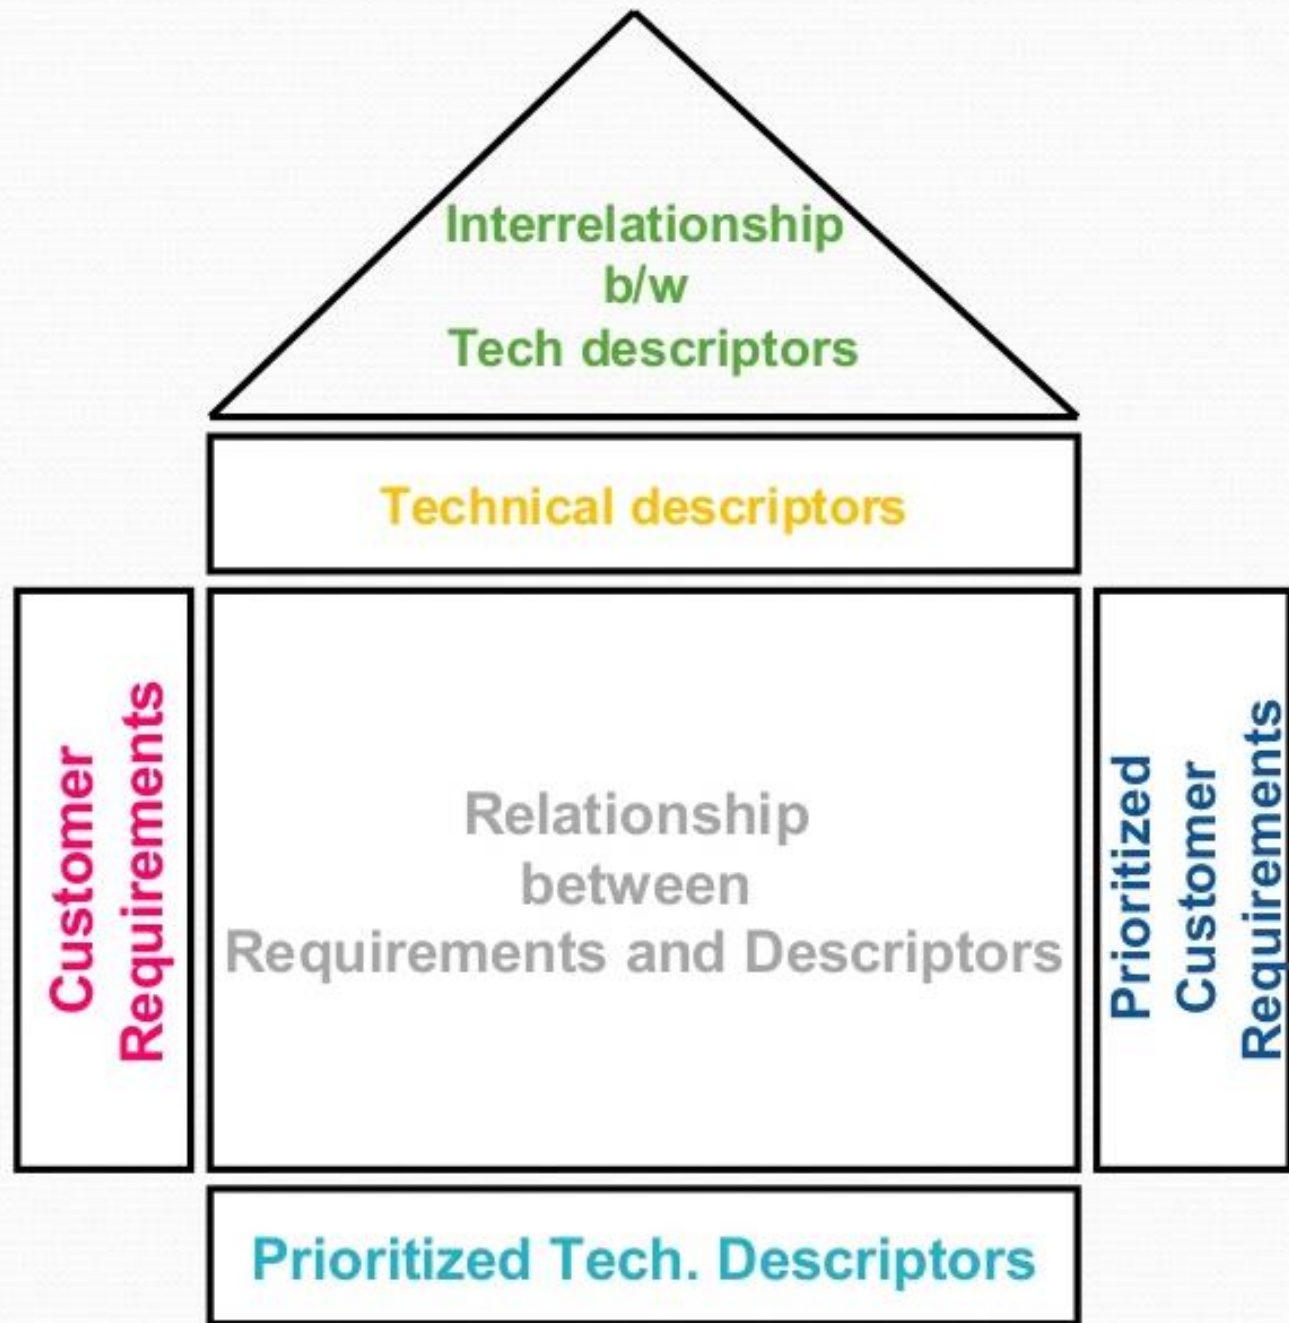 Interrelationship
b/w
Tech descriptors
Technical descriptors
Customer
Requirements
Relationship
between
Requirements and Descriptors
Prioritized
Customer
Requirements
Prioritized Tech. Descriptors